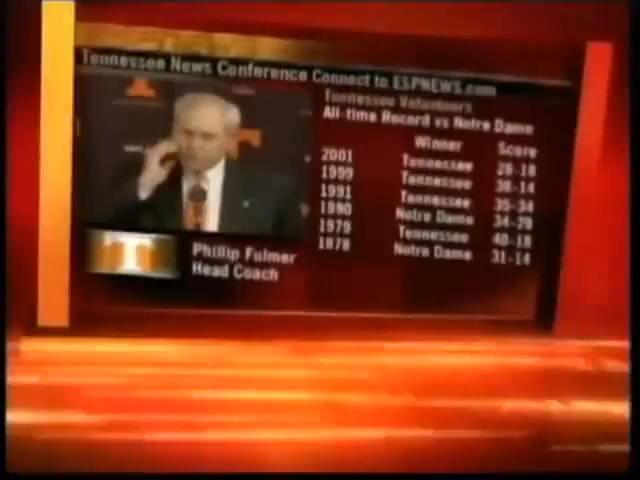 Tennessee News Conference Connect to ESPNEWS.com
Tennessee Volunteers
All-time Record vs Notre Dame
Winner Score
2001 Tennessee 28-18
1999 Tennessee 38-14
1991 Tennessee 35-34
1990 Notre Dame 34-29
1979 Tennessee 40-18
1978 Notre Dame 31-14
T
Phillip Fulmer
Head Coach